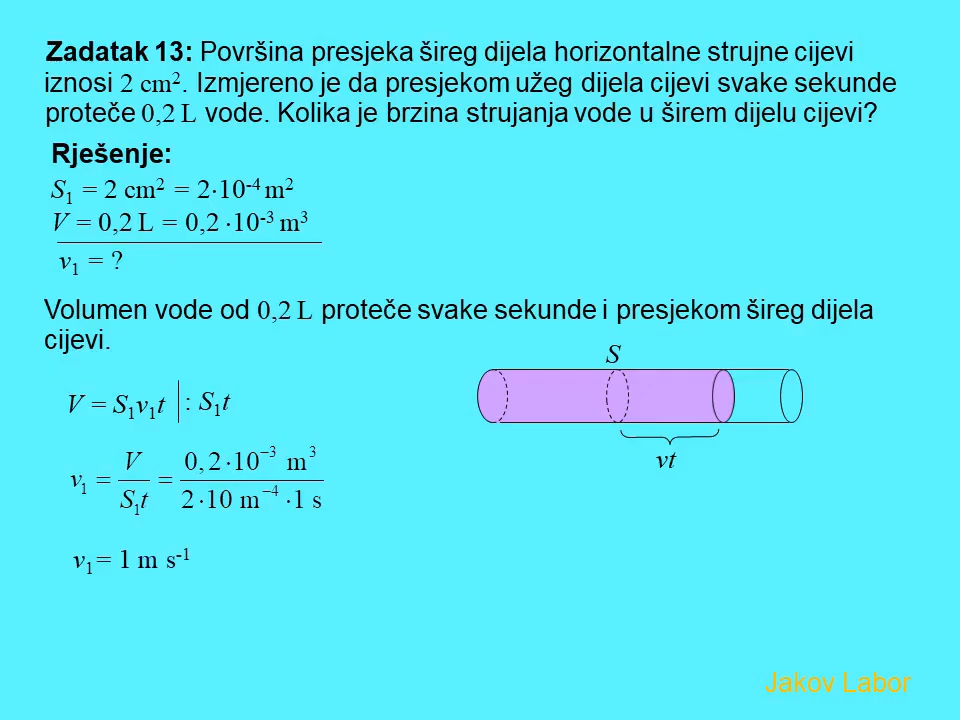 Zadatak 13: Površina presjeka šireg dijela horizontalne strujne cijevi
iznosi 2 cm². Izmjereno je da presjekom užeg dijela cijevi svake sekunde
proteče 0,2 L vode. Kolika je brzina strujanja vode u širem dijelu cijevi?
Rješenje:
S₁ = 2 cm² = 2·10⁻⁴ m²
V = 0,2 L = 0,2 ·10⁻³ m³
v₁ = ?
Volumen vode od 0,2 L proteče svake sekunde i presjekom šireg dijela
cijevi.
S
V = S₁v₁t | : S₁t
vt
v₁ = V / S₁t = 0,2·10⁻³ m³ / 2·10 m⁻⁴·1 s
v₁ = 1 m s⁻¹
Jakov Labor